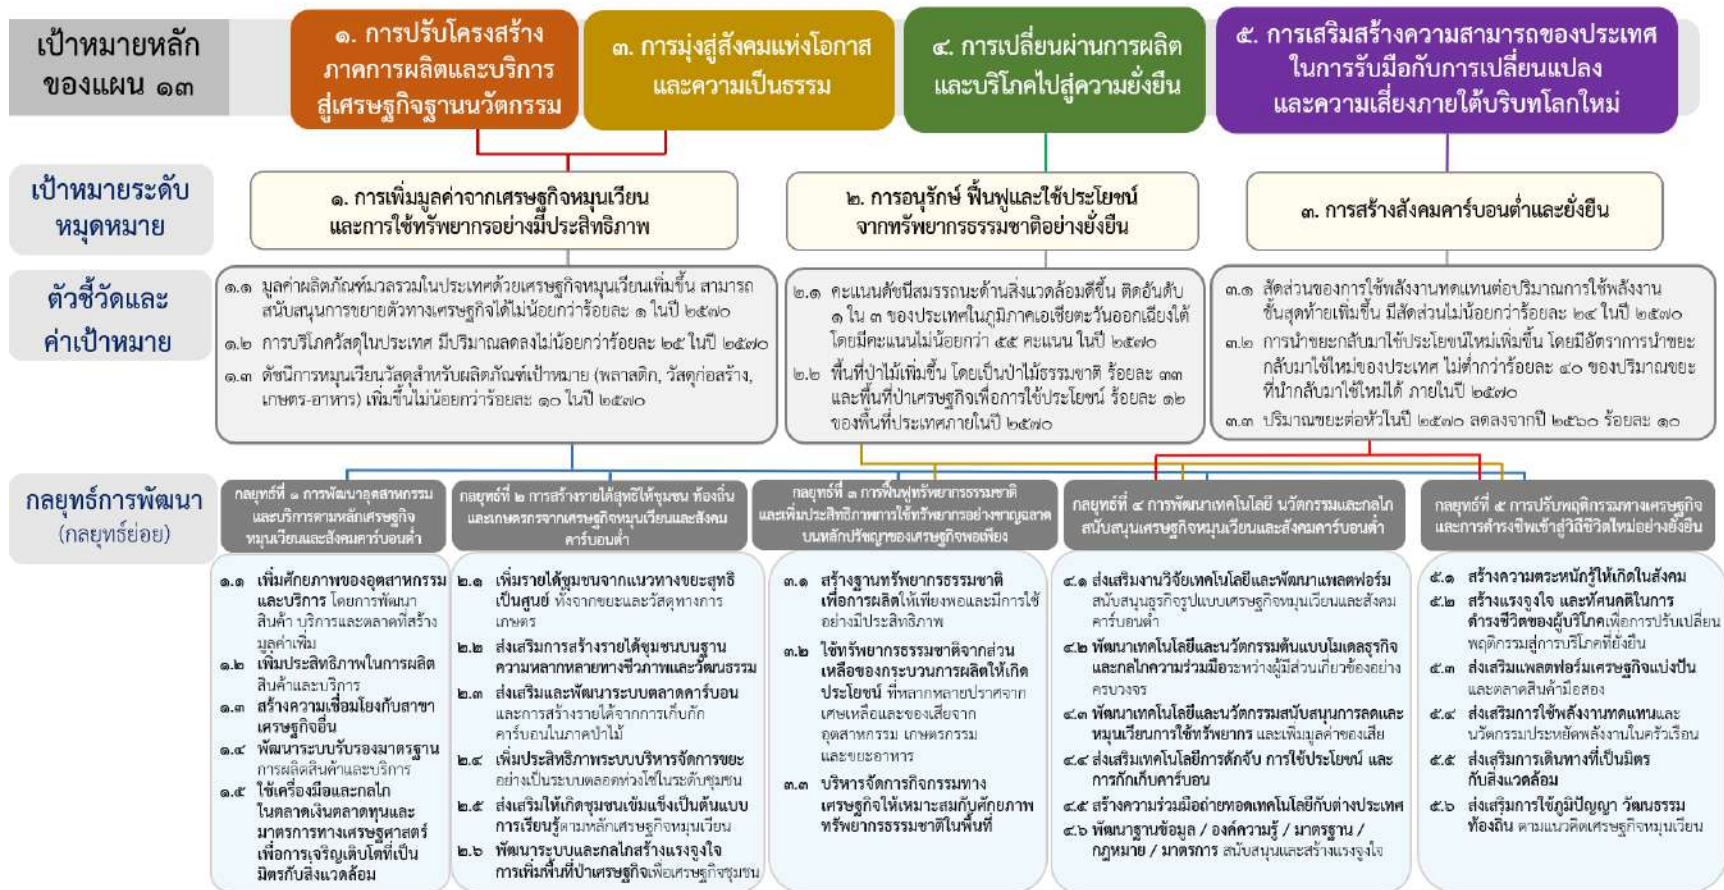 เป้าหมายหลัก
ของแผน ๑๓
๑. การปรับโครงสร้าง
ภาคการผลิตและบริการ
สู่เศรษฐกิจฐานนวัตกรรม
๓. การมุ่งสู่สังคมแห่งโอกาส
และความเป็นธรรม
๔. การเปลี่ยนผ่านการผลิต
และบริโภคไปสู่ความยั่งยืน
๕. การเสริมสร้างความสามารถของประเทศ
ในการรับมือกับการเปลี่ยนแปลง
และความเสี่ยงภายใต้บริบทโลกใหม่
เป้าหมายระดับ
หมุดหมาย
๑. การเพิ่มมูลค่าจากเศรษฐกิจหมุนเวียน
และการใช้ทรัพยากรอย่างมีประสิทธิภาพ
๒. การอนุรักษ์ ฟื้นฟูและใช้ประโยชน์
จากทรัพยากรธรรมชาติอย่างยั่งยืน
๓. การสร้างสังคมคาร์บอนต่ำและยั่งยืน
ตัวชี้วัดและ
ค่าเป้าหมาย
๑.๑ มูลค่าผลิตภัณฑ์มวลรวมในประเทศด้วยเศรษฐกิจหมุนเวียนเพิ่มขึ้น สามารถ
สนับสนุนการขยายตัวทางเศรษฐกิจได้ไม่น้อยกว่าร้อยละ ๑ ในปี ๒๕๗๐
๑.๒ การบริโภควัสดุในประเทศ มีปริมาณลดลงไม่น้อยกว่าร้อยละ ๒๕ ในปี ๒๕๗๐
๑.๓ ดัชนีการหมุนเวียนวัสดุสำหรับผลิตภัณฑ์เป้าหมาย (พลาสติก, วัสดุก่อสร้าง,
เกษตร-อาหาร) เพิ่มขึ้นไม่น้อยกว่าร้อยละ ๑๐ ในปี ๒๕๗๐
๒.๑ คะแนนดัชนีสมรรถนะด้านสิ่งแวดล้อมดีขึ้น ติดอันดับ
๑ ใน ๓ ของประเทศในภูมิภาคเอเชียตะวันออกเฉียงใต้
โดยมีคะแนนไม่น้อยกว่า ๕๕ คะแนน ในปี ๒๕๗๐
๒.๒ พื้นที่ป่าไม้เพิ่มขึ้น โดยเป็นป่าไม้ธรรมชาติ ร้อยละ ๓๓
และพื้นที่ป่าเศรษฐกิจเพื่อการใช้ประโยชน์ ร้อยละ ๑๒
ของพื้นที่ประเทศภายในปี ๒๕๗๐
๓.๑ สัดส่วนของการใช้พลังงานทดแทนต่อปริมาณการใช้พลังงาน
ขั้นสุดท้ายเพิ่มขึ้น มีสัดส่วนไม่น้อยกว่าร้อยละ ๒๔ ในปี ๒๕๗๐
๓.๒ การนำขยะกลับมาใช้ประโยชน์ใหม่เพิ่มขึ้น โดยมีอัตราการนำขยะ
กลับมาใช้ใหม่ของประเทศ ไม่ต่ำกว่าร้อยละ ๔๐ ของปริมาณขยะ
ที่นำกลับมาใช้ใหม่ได้ ภายในปี ๒๕๗๐
๓.๓ ปริมาณขยะต่อหัวในปี ๒๕๗๐ ลดลงจากปี ๒๕๖๐ ร้อยละ ๑๐
กลยุทธ์การพัฒนา
(กลยุทธ์ย่อย)
กลยุทธ์ที่ ๑ การพัฒนาอุตสาหกรรม
และบริการตามหลักเศรษฐกิจ
หมุนเวียนและสังคมคาร์บอนต่ำ
กลยุทธ์ที่ ๒ การสร้างรายได้สุทธิให้ชุมชน ท้องถิ่น
และเกษตรกรจากเศรษฐกิจหมุนเวียนและสังคม
คาร์บอนต่ำ
กลยุทธ์ที่ ๓ การฟื้นฟูทรัพยากรธรรมชาติ
และเพิ่มประสิทธิภาพการใช้ทรัพยากรอย่างชาญฉลาด
บนหลักปรัชญาของเศรษฐกิจพอเพียง
กลยุทธ์ที่ ๔ การพัฒนาเทคโนโลยี นวัตกรรมและกลไก
สนับสนุนเศรษฐกิจหมุนเวียนและสังคมคาร์บอนต่ำ
กลยุทธ์ที่ ๕ การปรับพฤติกรรมทางเศรษฐกิจ
และการดำรงชีพเข้าสู่วิถีชีวิตใหม่อย่างยั่งยืน
๑.๑ เพิ่มศักยภาพของอุตสาหกรรม
และบริการ โดยการพัฒนา
สินค้า บริการและตลาดที่สร้าง
มูลค่าเพิ่ม
๑.๒ เพิ่มประสิทธิภาพในการผลิต
สินค้าและบริการ
๑.๓ สร้างความเชื่อมโยงกับสาขา
เศรษฐกิจอื่น
๑.๔ พัฒนาระบบรับรองมาตรฐาน
การผลิตสินค้าและบริการ
๑.๕ ใช้เครื่องมือและกลไก
ในตลาดเงินตลาดทุนและ
มาตรการทางเศรษฐศาสตร์
เพื่อการเจริญเติบโตที่เป็น
มิตรกับสิ่งแวดล้อม
๒.๑ เพิ่มรายได้ชุมชนจากแนวทางขยะสุทธิ
เป็นศูนย์ ทั้งจากขยะและวัสดุทางการ
เกษตร
๒.๒ ส่งเสริมการสร้างรายได้ชุมชนบนฐาน
ความหลากหลายทางชีวภาพและวัฒนธรรม
๒.๓ ส่งเสริมและพัฒนาระบบตลาดคาร์บอน
และการสร้างรายได้จากการเก็บกัก
คาร์บอนในภาคป่าไม้
๒.๔ เพิ่มประสิทธิภาพระบบบริหารจัดการขยะ
อย่างเป็นระบบตลอดห่วงโซ่ในระดับชุมชน
๒.๕ ส่งเสริมให้เกิดชุมชนเข้มแข็งเป็นต้นแบบ
การเรียนรู้ตามหลักเศรษฐกิจหมุนเวียน
๒.๖ พัฒนาระบบและกลไกสร้างแรงจูงใจ
การเพิ่มพื้นที่ป่าเศรษฐกิจเพื่อเศรษฐกิจชุมชน
๓.๑ สร้างฐานทรัพยากรธรรมชาติ
เพื่อการผลิตให้เพียงพอและมีการใช้
อย่างมีประสิทธิภาพ
๓.๒ ใช้ทรัพยากรธรรมชาติจากส่วน
เหลือของกระบวนการผลิตให้เกิด
ประโยชน์ ที่หลากหลายปราศจาก
เศษเหลือและของเสียจาก
อุตสาหกรรม เกษตรกรรม
และขยะอาหาร
๓.๓ บริหารจัดการกิจกรรมทาง
เศรษฐกิจให้เหมาะสมกับศักยภาพ
ทรัพยากรธรรมชาติในพื้นที่
๔.๑ ส่งเสริมงานวิจัยเทคโนโลยีและพัฒนาแพลตฟอร์ม
สนับสนุนธุรกิจรูปแบบเศรษฐกิจหมุนเวียนและสังคม
คาร์บอนต่ำ
๔.๒ พัฒนาเทคโนโลยีและนวัตกรรมต้นแบบโมเดลธุรกิจ
และกลไกความร่วมมือระหว่างผู้มีส่วนเกี่ยวข้องอย่าง
ครบวงจร
๔.๓ พัฒนาเทคโนโลยีและนวัตกรรมสนับสนุนการลดและ
หมุนเวียนการใช้ทรัพยากร และเพิ่มมูลค่าของเสีย
๔.๔ ส่งเสริมเทคโนโลยีการดักจับ การใช้ประโยชน์ และ
การกักเก็บคาร์บอน
๔.๕ สร้างความร่วมมือถ่ายทอดเทคโนโลยีกับต่างประเทศ
๔.๖ พัฒนาฐานข้อมูล / องค์ความรู้ / มาตรฐาน /
กฎหมาย / มาตรการ สนับสนุนและสร้างแรงจูงใจ
๕.๑ สร้างความตระหนักรู้ให้เกิดในสังคม
๕.๒ สร้างแรงจูงใจ และทัศนคติในการ
ดำรงชีวิตของผู้บริโภคเพื่อการปรับเปลี่ยน
พฤติกรรมสู่การบริโภคที่ยั่งยืน
๕.๓ ส่งเสริมแพลตฟอร์มเศรษฐกิจแบ่งปัน
และตลาดสินค้ามือสอง
๕.๔ ส่งเสริมการใช้พลังงานทดแทนและ
นวัตกรรมประหยัดพลังงานในครัวเรือน
๕.๕ ส่งเสริมการเดินทางที่เป็นมิตร
กับสิ่งแวดล้อม
๕.๖ ส่งเสริมการใช้ภูมิปัญญา วัฒนธรรม
ท้องถิ่น ตามแนวคิดเศรษฐกิจหมุนเวียน